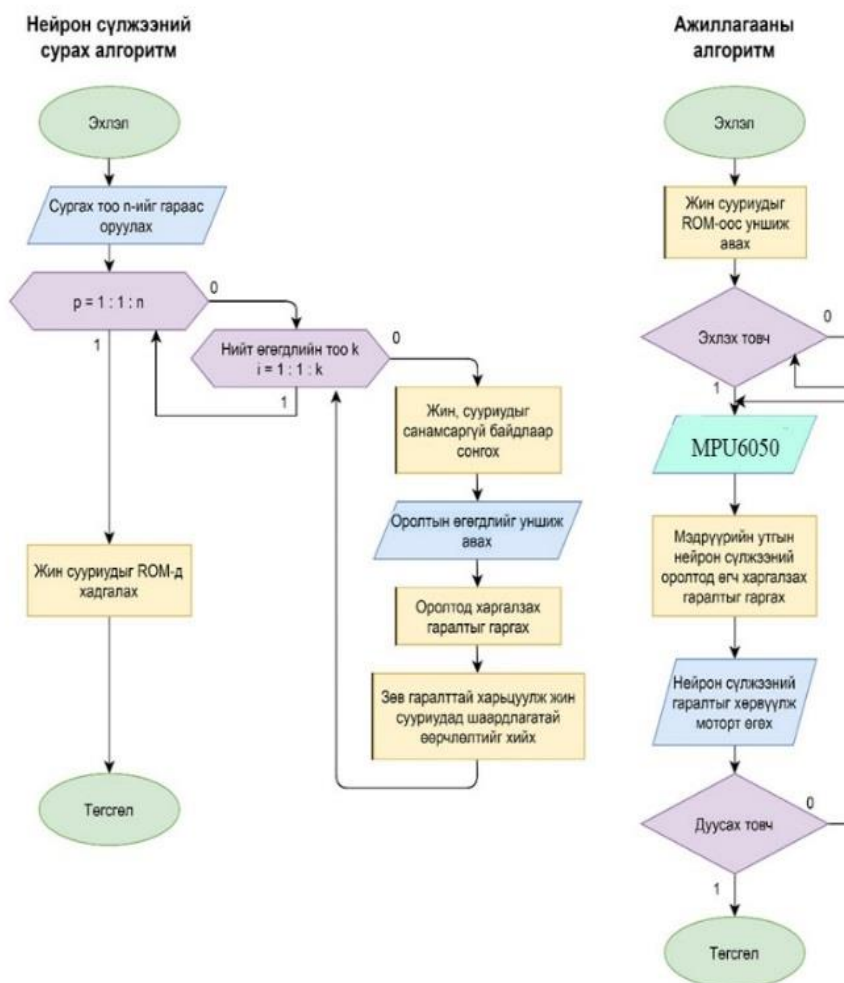 Нейрон сүлжээний
сурах алгоритм
Эхлэл
Сургах тоо n-ийг гараас
оруулах
p = 1 : 1 : n
0
1
Нийт өгөгдлийн тоо k
i = 1 : 1 : k
0
1
Жин, сууриудыг
санамсаргүй байдлаар
сонгох
Оролтын өгөгдлийг уншиж
авах
Оролтод харгалзах
гаралтыг гаргах
Зөв гаралттай харьцуулж жин
сууриудад шаардлагатай
өөрчлөлтийг хийх
Жин сууриудыг ROM-д
хадгалах
Төгсгөл
Ажиллагааны
алгоритм
Эхлэл
Жин сууриудыг
ROM-оос уншиж
авах
Эхлэх товч
0
1
MPU6050
Мэдрүүрийн утгын
нейрон сүлжээний
оролтод өгч харгалзах
гаралтыг гаргах
Нейрон сүлжээний
гаралтыг хөрвүүлж
моторт өгөх
Дуусах товч
0
1
Төгсгөл